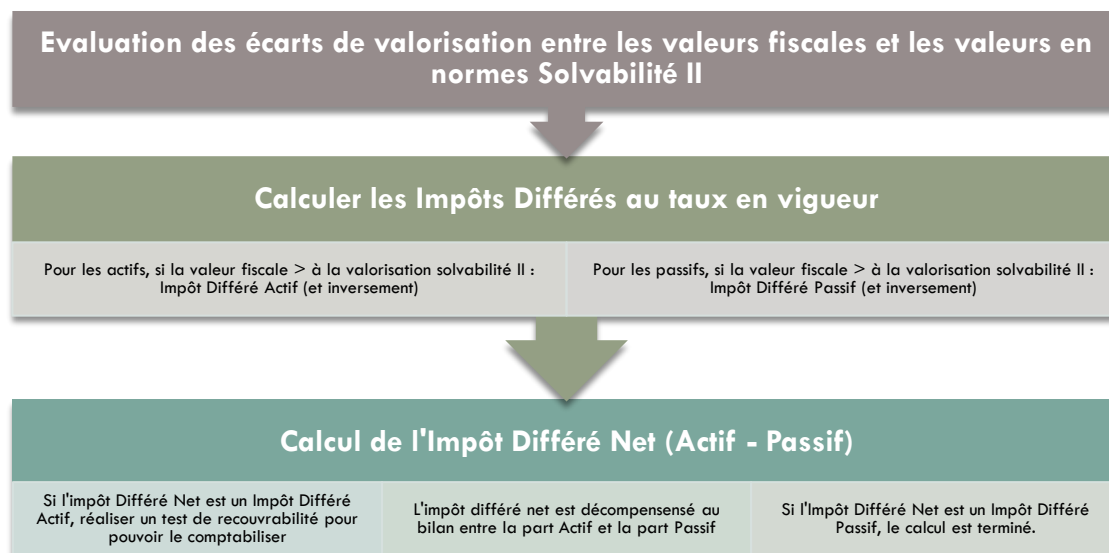 Evaluation des écarts de valorisation entre les valeurs fiscales et les valeurs en
normes Solvabilité II
Calculer les Impôts Différés au taux en vigueur
Pour les actifs, si la valeur fiscale > à la valorisation solvabilité II :
Impôt Différé Actif (et inversement)
Pour les passifs, si la valeur fiscale > à la valorisation solvabilité II :
Impôt Différé Passif (et inversement)
Calcul de l'Impôt Différé Net (Actif - Passif)
Si l'impôt Différé Net est un Impôt Différé
Actif, réaliser un test de recouvrabilité pour
pouvoir le comptabiliser
L'impôt différé net est décompensensé au
bilan entre la part Actif et la part Passif
Si l'Impôt Différé Net est un Impôt Différé
Passif, le calcul est terminé.